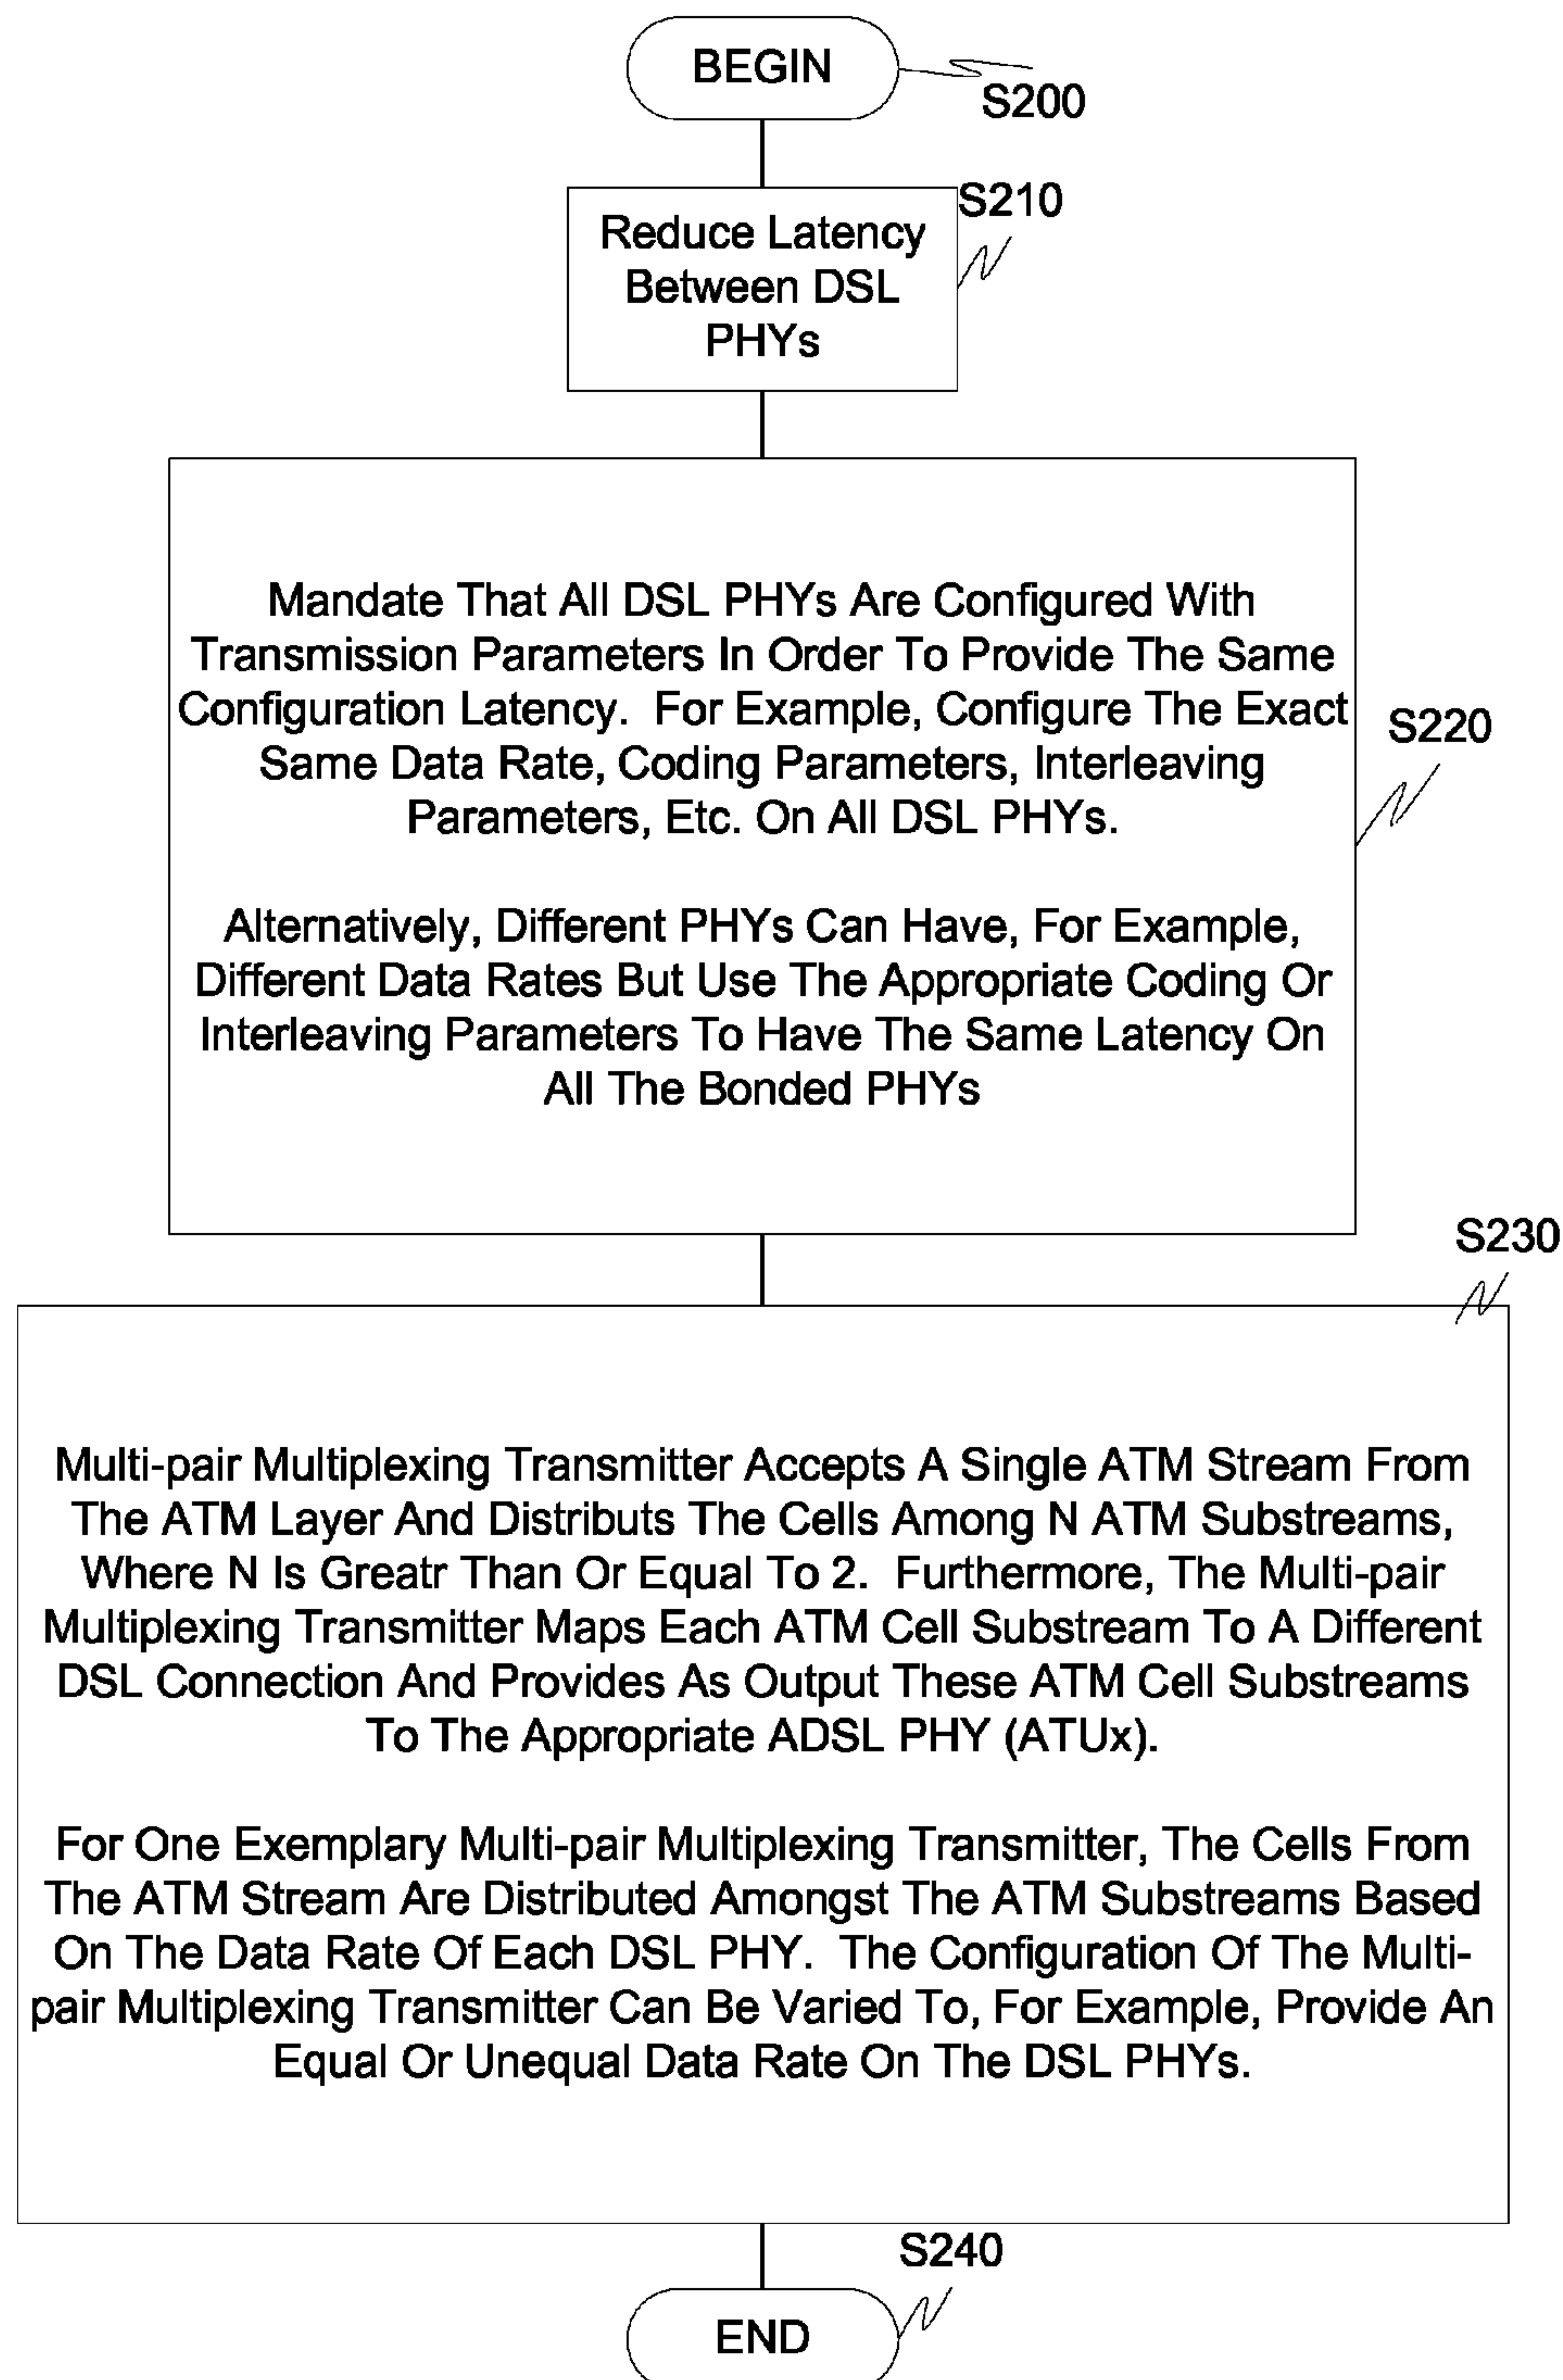 BEGIN
S200
S210
Reduce Latency
Between DSL
PHYs
Mandate That All DSL PHYs Are Configured With
Transmission Parameters In Order To Provide The Same
Configuration Latency. For Example, Configure The Exact
Same Data Rate, Coding Parameters, Interleaving
Parameters, Etc. On All DSL PHYs.
S220
Alternatively, Different PHYs Can Have, For Example,
Different Data Rates But Use The Appropriate Coding Or
Interleaving Parameters To Have The Same Latency On
All The Bonded PHYs
S230
Multi-pair Multiplexing Transmitter Accepts A Single ATM Stream From
The ATM Layer And Distributs The Cells Among N ATM Substreams,
Where N Is Greatr Than Or Equal To 2. Furthermore, The Multi-pair
Multiplexing Transmitter Maps Each ATM Cell Substream To A Different
DSL Connection And Provides As Output These ATM Cell Substreams
To The Appropriate ADSL PHY (ATUx).
For One Exemplary Multi-pair Multiplexing Transmitter, The Cells From
The ATM Stream Are Distributed Amongst The ATM Substreams Based
On The Data Rate Of Each DSL PHY. The Configuration Of The Multi-
pair Multiplexing Transmitter Can Be Varied To, For Example, Provide An
Equal Or Unequal Data Rate On The DSL PHYs.
S240
END